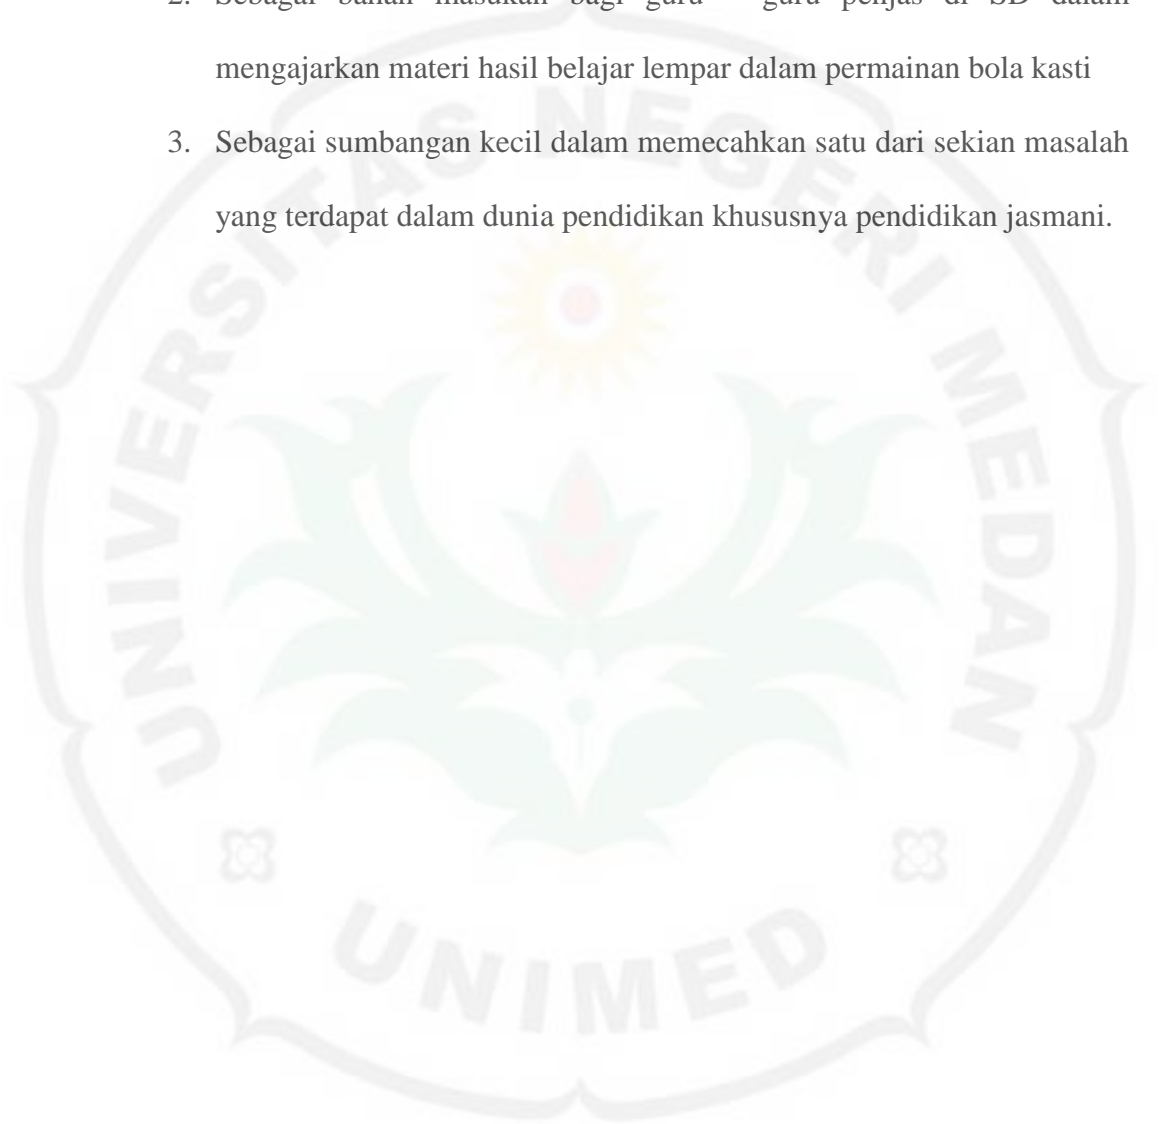 2. Sebagai bahan masukan bagi guru – guru penjas di SD dalam
mengajarkan materi hasil belajar lempar dalam permainan bola kasti
3. Sebagai sumbangan kecil dalam memecahkan satu dari sekian masalah
yang terdapat dalam dunia pendidikan khususnya pendidikan jasmani.
UNIVERSITAS NEGERI MEDAN
UNIMED